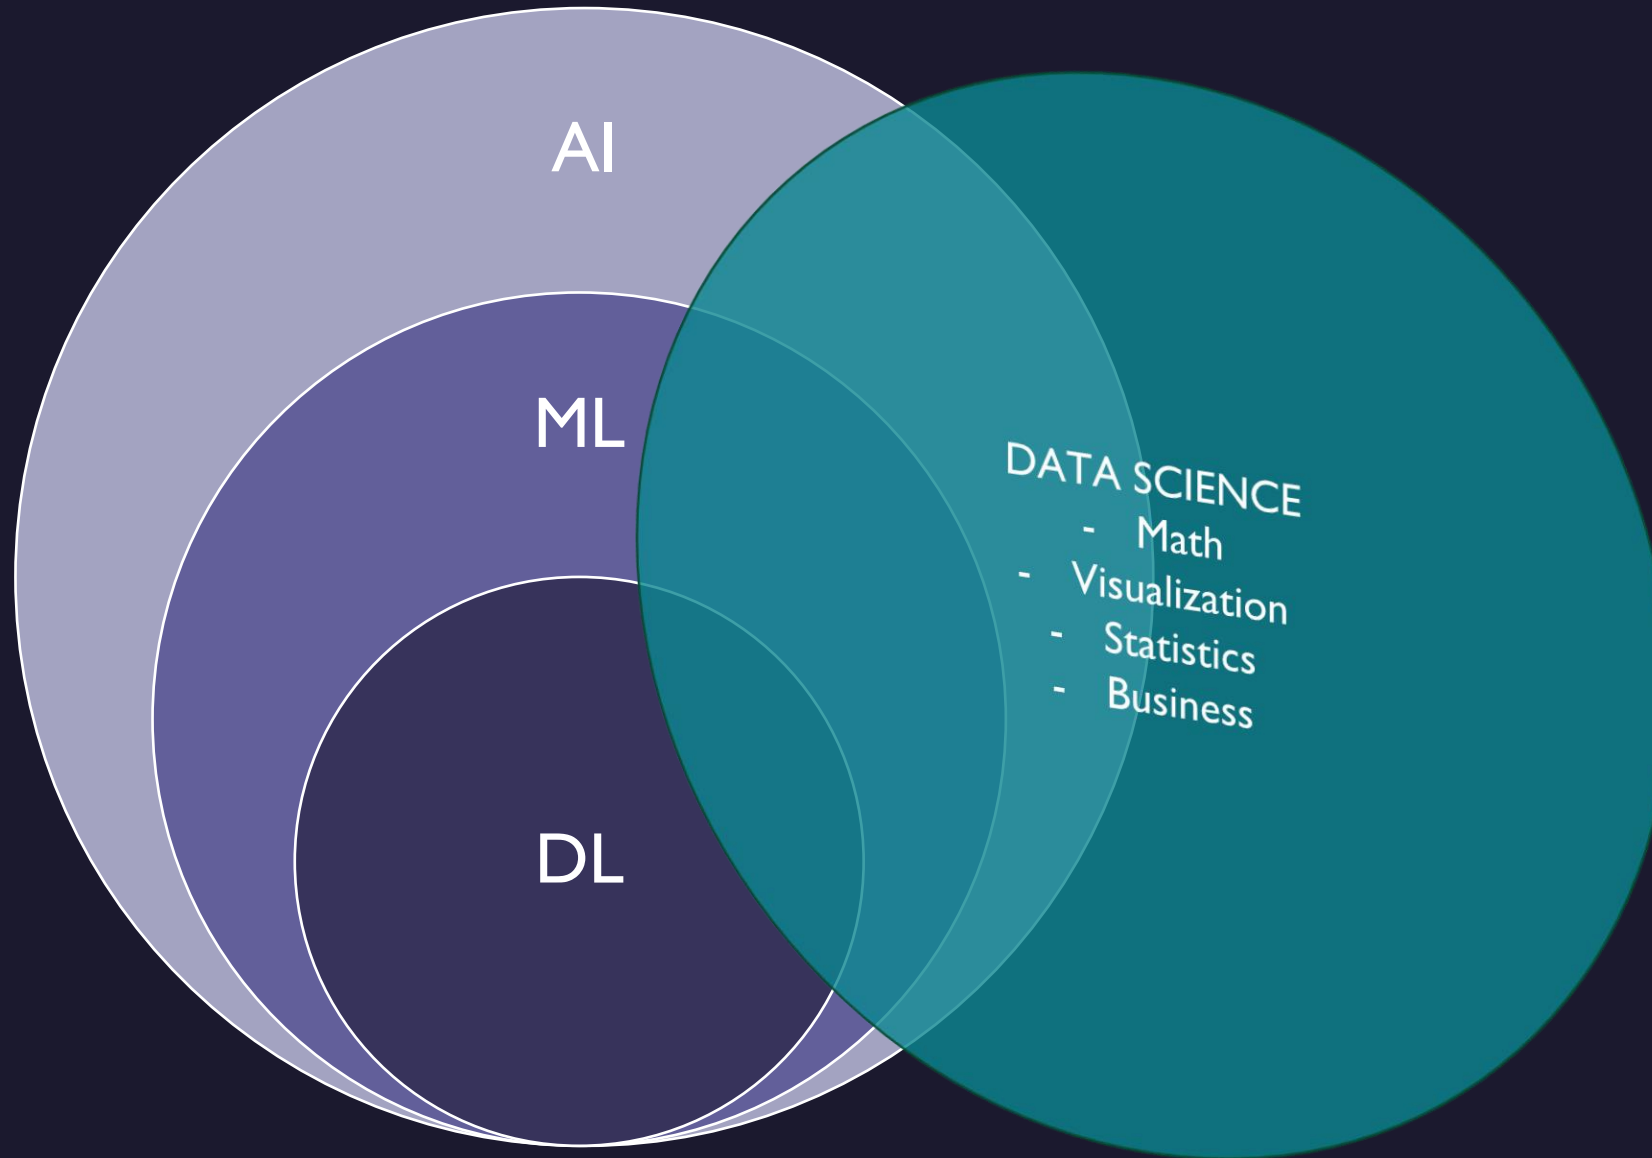 AI
ML
DL
DATA SCIENCE
- Math
- Visualization
- Statistics
- Business